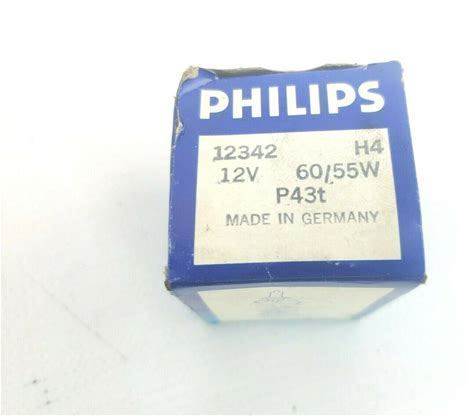 PHILIPS
12342 H4
12V 60/55W
P43t
MADE IN GERMANY